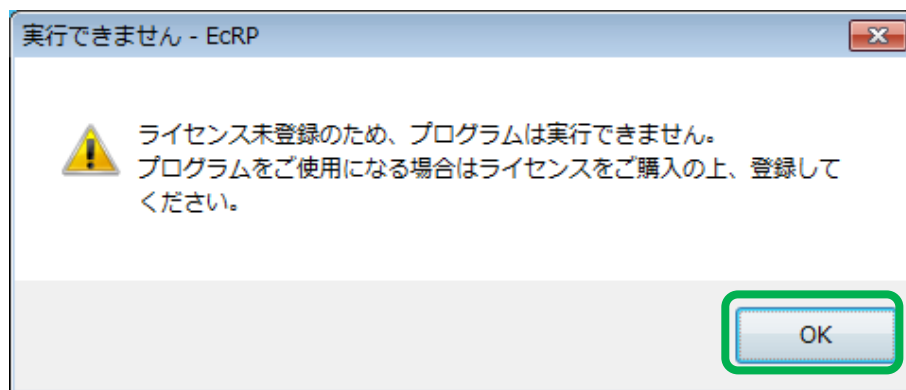 実行できません - EcRP
ライセンス未登録のため、プログラムは実行できません。
プログラムをご使用になる場合はライセンスをご購入の上、登録して
ください。
OK